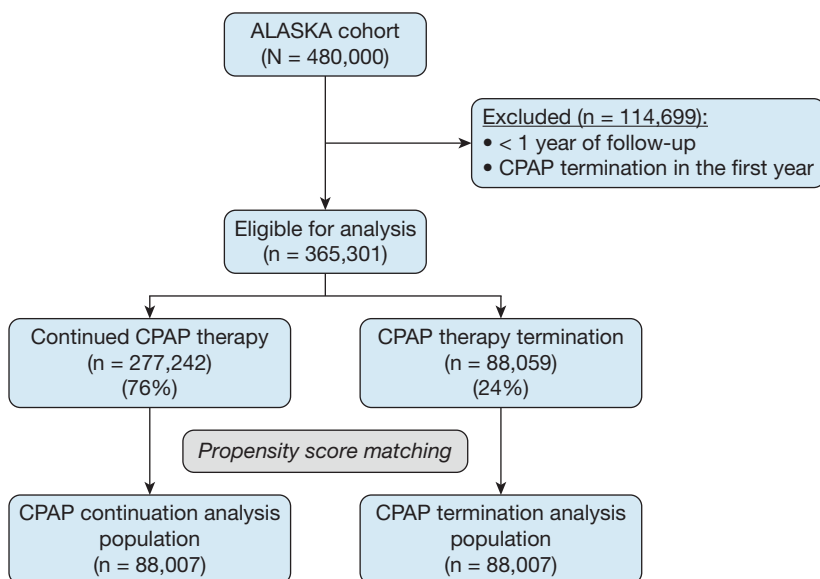 ALASKA cohort
(N = 480,000)
Excluded (n = 114,699):
• < 1 year of follow-up
• CPAP termination in the first year
Eligible for analysis
(n = 365,301)
Continued CPAP therapy
(n = 277,242)
(76%)
CPAP therapy termination
(n = 88,059)
(24%)
Propensity score matching
CPAP continuation analysis
population
(n = 88,007)
CPAP termination analysis
population
(n = 88,007)